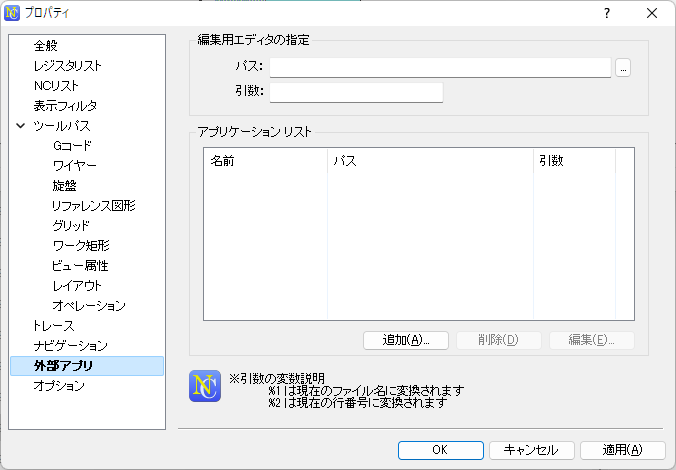 プロパティ
全般
レジスタリスト
NCリスト
表示フィルタ
ツールパス
Gコード
ワイヤー
旋盤
リファレンス図形
グリッド
ワーク矩形
ビュー属性
レイアウト
オペレーション
トレース
ナビゲーション
外部アプリ
オプション
編集用エディタの指定
パス:
...
引数:
アプリケーション リスト
名前 パス 引数
追加(A)... 削除(D) 編集(E)...
NC
※引数の変数説明
%1は現在のファイル名に変換されます
%2は現在の行番号に変換されます
OK キャンセル 適用(A)